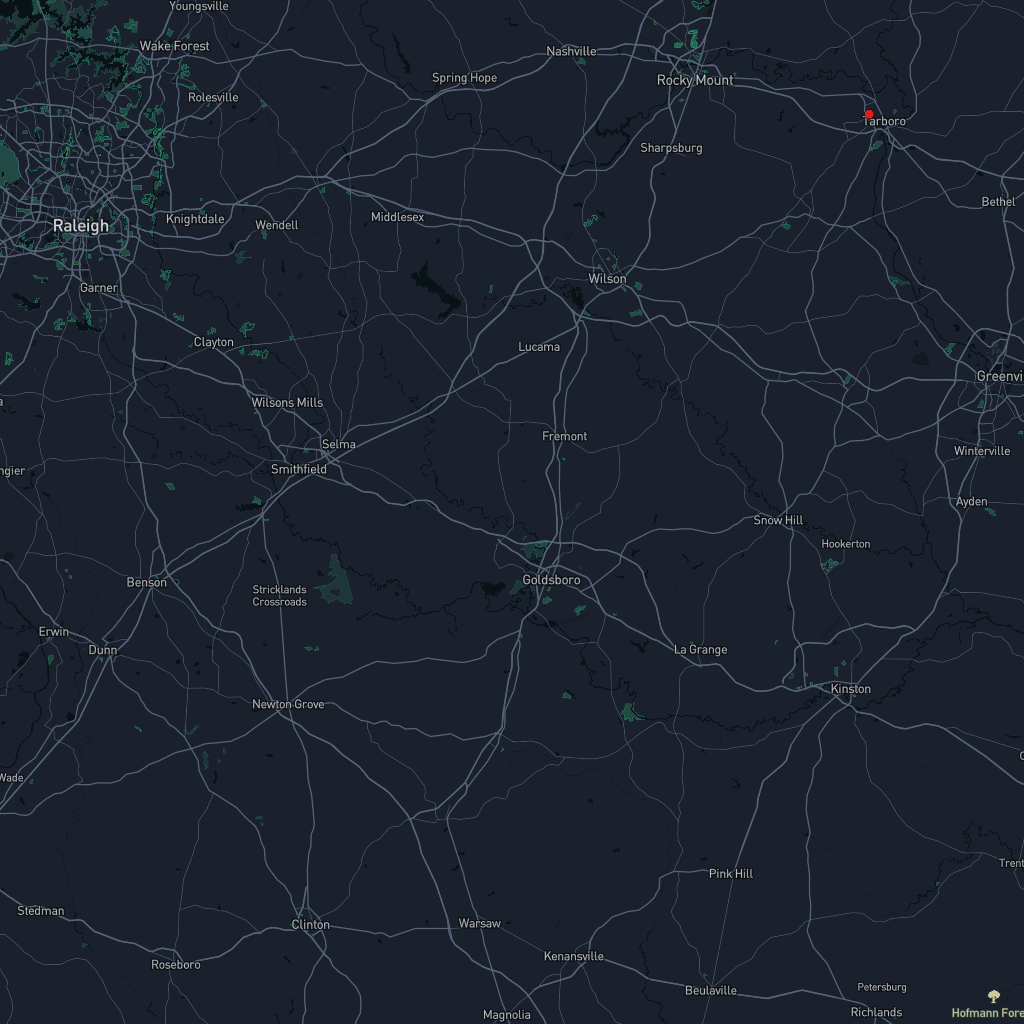 Youngsville
Wake Forest
Nashville
Spring Hope
Rocky Mount
Rolesville
Tarboro
Sharpsburg
Bethel
Knightdale
Middlesex
Raleigh
Wendell
Wilson
Garner
Clayton
Lucama
Greenvi
Wilsons Mills
a
Fremont
Selma
Winterville
Smithfield
ngier
Ayden
Snow Hill
Hookerton
Goldsboro
Benson
Stricklands
Crossroads
Erwin
Dunn
La Grange
Kinston
Newton Grove
Wade
Trent
Pink Hill
Stedman
Clinton
Warsaw
Kenansville
Roseboro
Beulaville
Petersburg
Richlands
Hofmann Fore
Magnolia